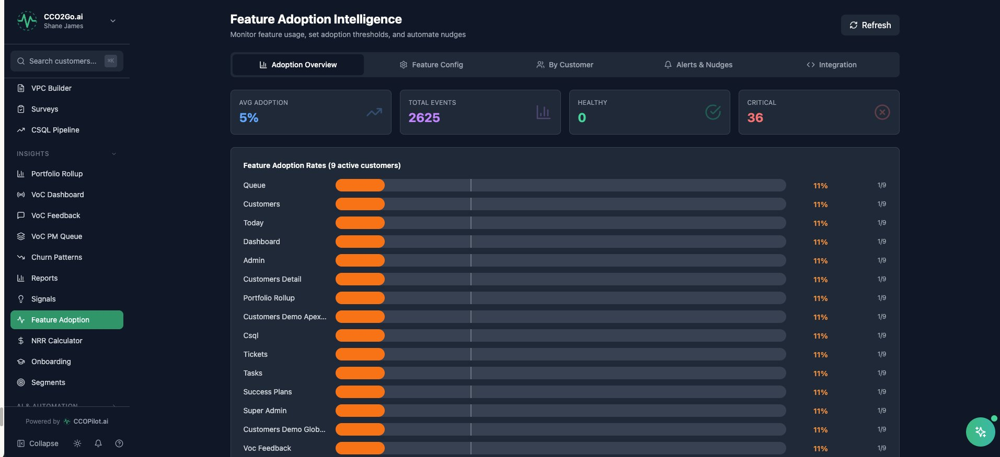 CCO2Go.ai
Shane James
Search customers... ⌘K
VPC Builder
Surveys
CSQL Pipeline
INSIGHTS
Portfolio Rollup
VoC Dashboard
VoC Feedback
VoC PM Queue
Churn Patterns
Reports
Signals
Feature Adoption
NRR Calculator
Onboarding
Segments
AI & AUTOMATION
Powered by CCOPilot.ai
Collapse
Feature Adoption Intelligence
Monitor feature usage, set adoption thresholds, and automate nudges
Refresh
Adoption Overview
Feature Config
By Customer
Alerts & Nudges
Integration
AVG ADOPTION
5%
TOTAL EVENTS
2625
HEALTHY
0
CRITICAL
36
Feature Adoption Rates (9 active customers)
Queue 11% 1/9
Customers 11% 1/9
Today 11% 1/9
Dashboard 11% 1/9
Admin 11% 1/9
Customers Detail 11% 1/9
Portfolio Rollup 11% 1/9
Customers Demo Apex... 11% 1/9
Csql 11% 1/9
Tickets 11% 1/9
Tasks 11% 1/9
Success Plans 11% 1/9
Super Admin 11% 1/9
Customers Demo Glob... 11% 1/9
Voc Feedback 11% 1/9